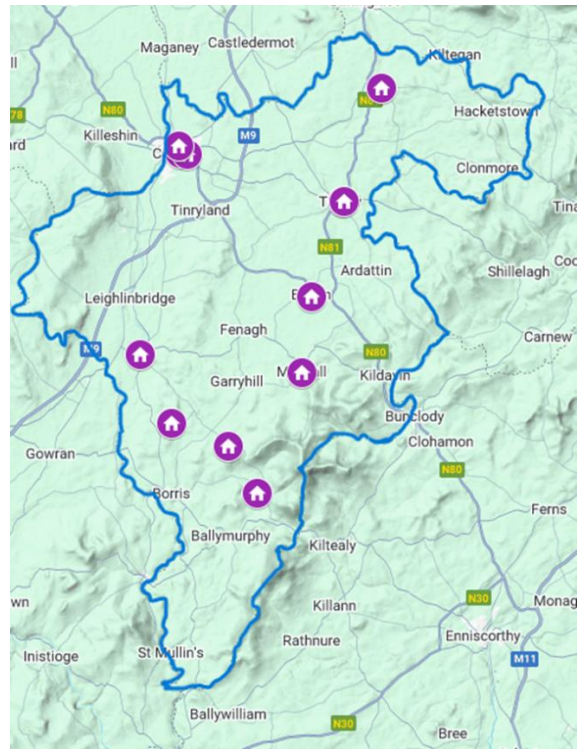 Castledermot
Maganey
Kiltegan
N80
78
Killeshin
M9
Hacketstown
Clonmore
Tinryland
N81
Ardattin
Shillelagh
Leighlinbridge
Fenagh
Carnew
M9
N80
Garryhill
Kildavin
Bunclody
Clohamon
Gowran
N80
Borris
Ferns
Ballymurphy
Kiltealy
N30
Killann
Enniscorthy
Rathnure
St Mullin's
Inistioge
M11
Ballywilliam
N30
Bree